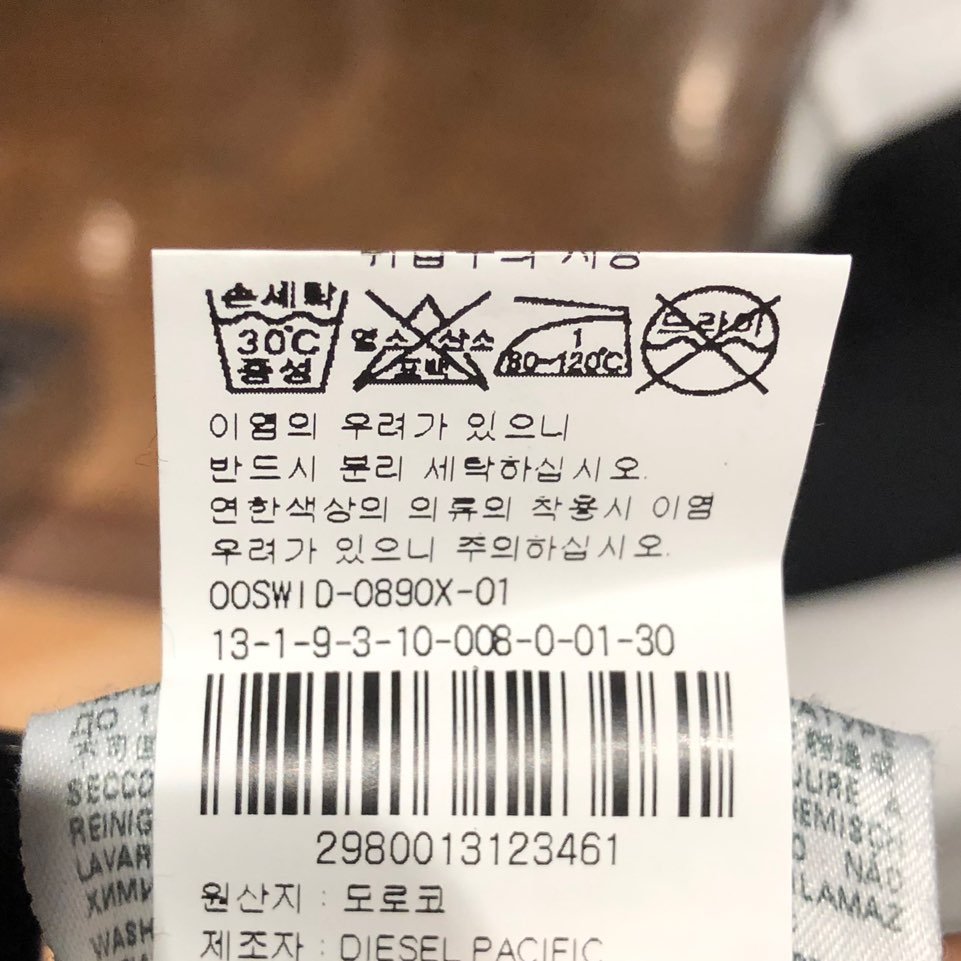 손세탁
30℃
중성
염소 산소
표백
1
80~120℃
드라이
이염의 우려가 있으니
반드시 분리 세탁하십시오.
연한색상의 의류의 착용시 이염
우려가 있으니 주의하십시오.
00SWID-0890X-01
13-1-9-3-10-008-0-01-30
2980013123461
원산지 : 도로코
제조자 : DIESEL PACIFIC
SECCO
REINIG
LAVAR
ХИМИ
WASH